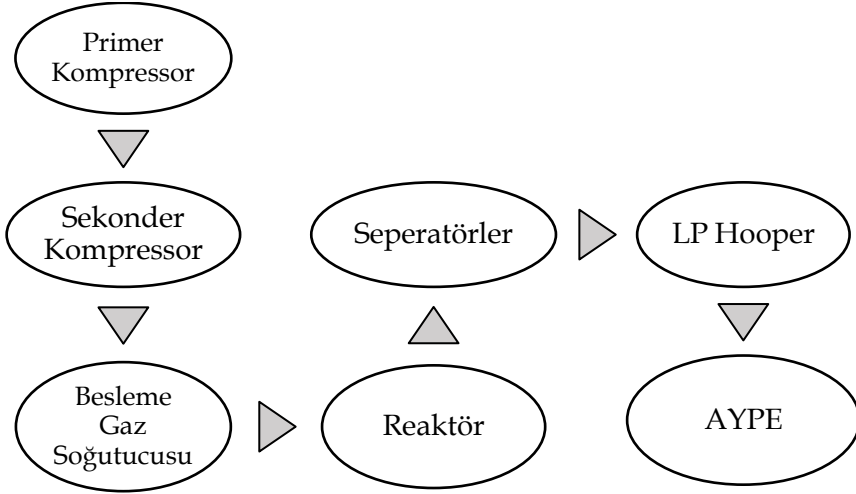 Primer
Kompressor
Sekonder
Kompressor
Besleme
Gaz
Soğutucusu
Reaktör
Seperatörler
LP Hooper
AYPE